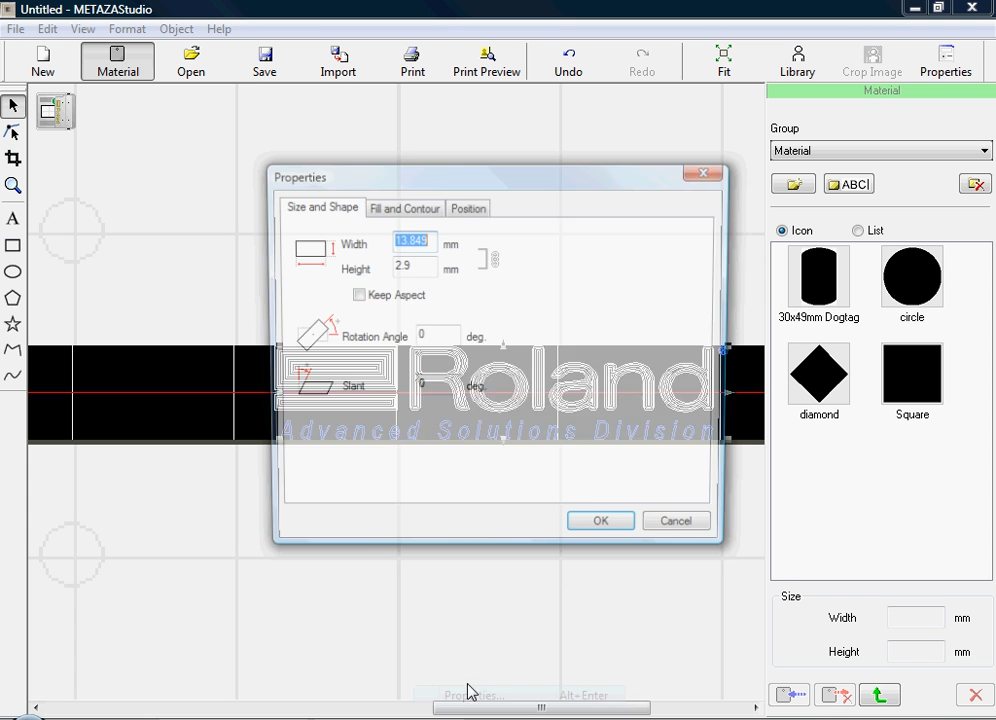 Untitled - METAZAStudio
File Edit View Format Object Help
New Material Open Save Import Print Print Preview Undo Redo Fit Library Crop Image Properties
Material
Group
Material
ABC
Icon List
30x49mm Dogtag circle
diamond Square
Size
Width mm
Height mm
Properties
Size and Shape Fill and Contour Position
Width 13.849 mm
Height 2.9 mm
Keep Aspect
Rotation Angle 0 deg.
Slant 0 deg.
Roland
Advanced Solutions Division
OK Cancel
Properties... Alt+Enter
A